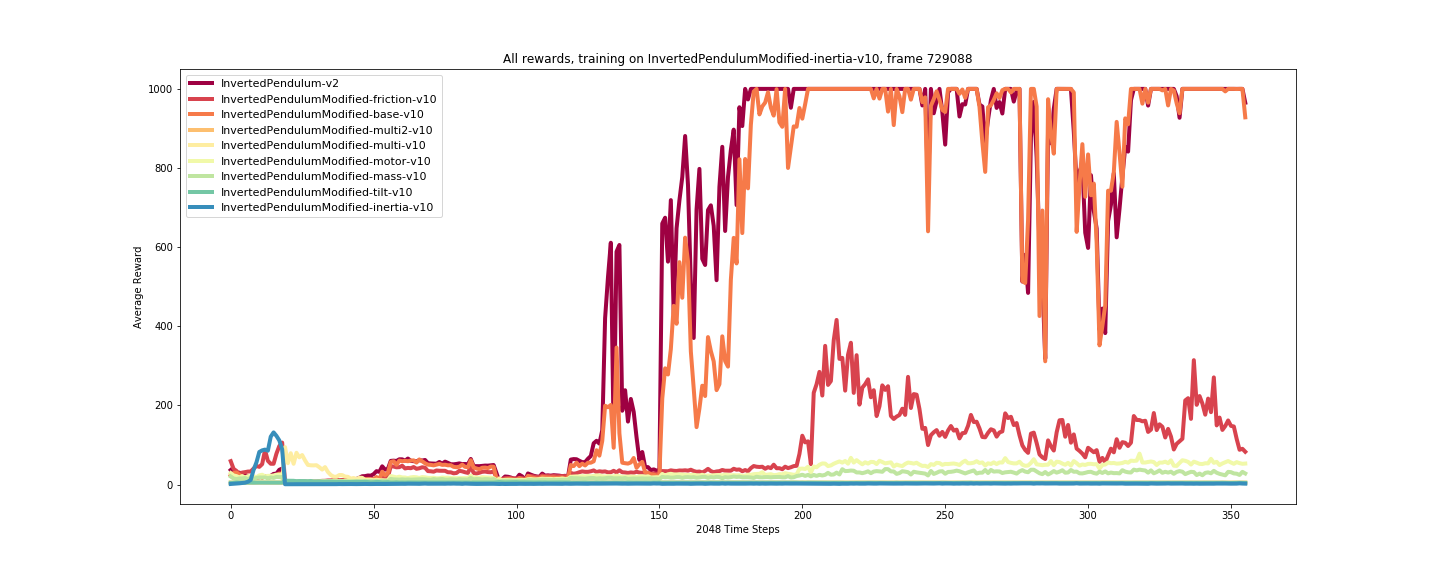 All rewards, training on InvertedPendulumModified-inertia-v10, frame 729088
InvertedPendulum-v2
InvertedPendulumModified-friction-v10
InvertedPendulumModified-base-v10
InvertedPendulumModified-multi2-v10
InvertedPendulumModified-multi-v10
InvertedPendulumModified-motor-v10
InvertedPendulumModified-mass-v10
InvertedPendulumModified-tilt-v10
InvertedPendulumModified-inertia-v10
1000
800
600
400
200
0
Average Reward
0 50 100 150 200 250 300 350
2048 Time Steps